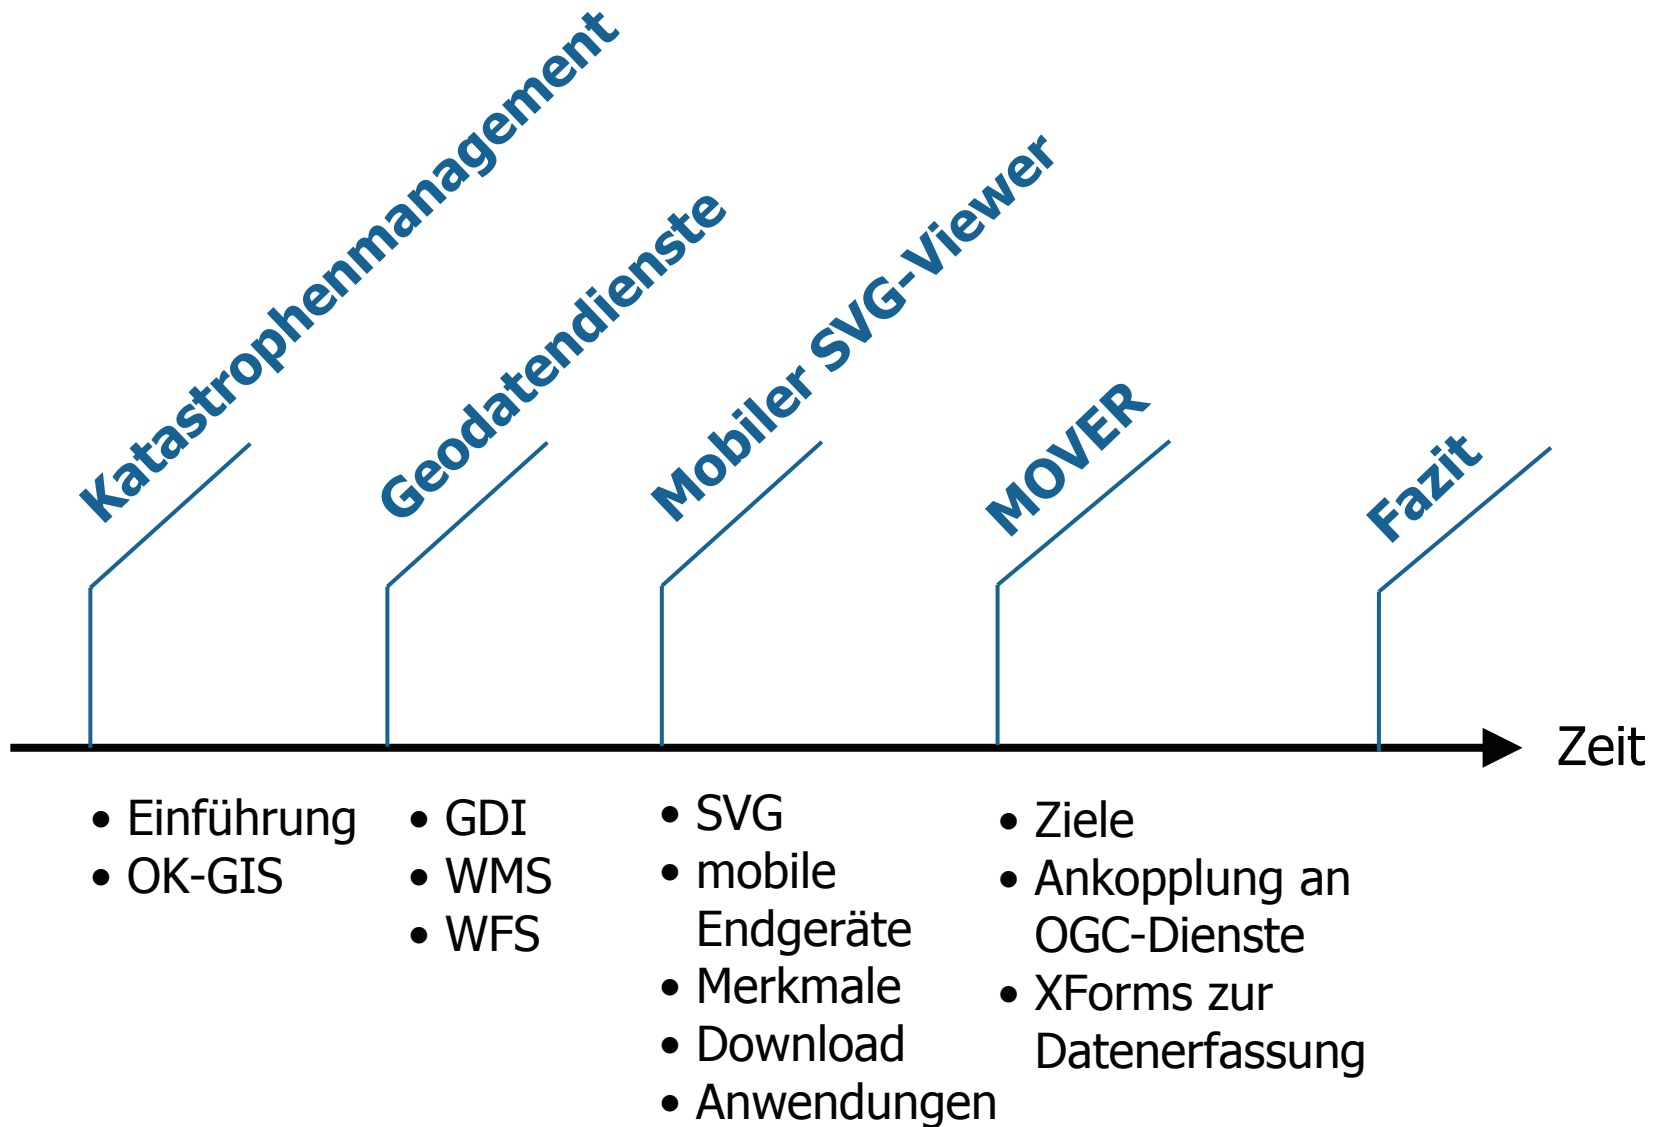 Katastrophenmanagement
Geodatendienste
Mobiler SVG-Viewer
MOVER
Fazit
Zeit
• Einführung
• OK-GIS
• GDI
• WMS
• WFS
• SVG
• mobile
Endgeräte
• Merkmale
• Download
• Anwendungen
• Ziele
• Ankopplung an
OGC-Dienste
• XForms zur
Datenerfassung